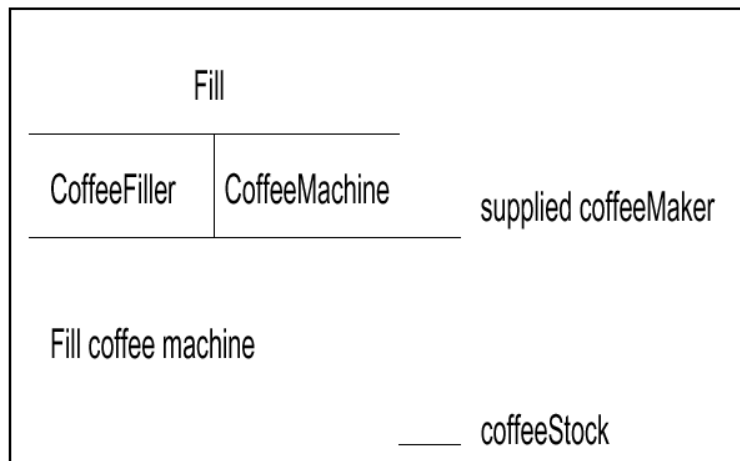 Fill
CoffeeFiller CoffeeMachine
supplied coffeeMaker
Fill coffee machine
coffeeStock